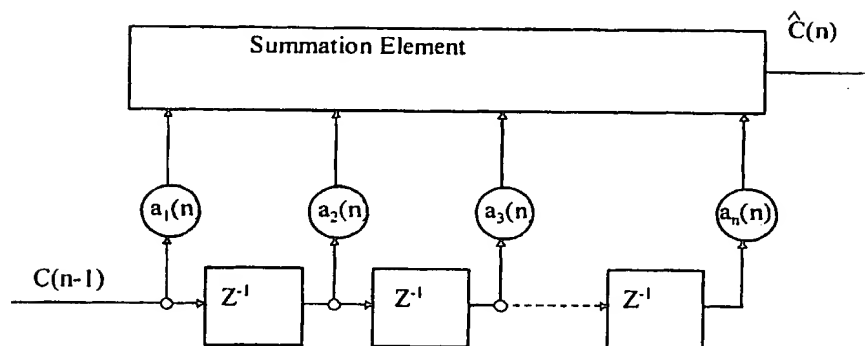 Ĉ(n)
Summation Element
a₁(n)
a₂(n)
a₃(n)
aₙ(n)
C(n-1)
Z⁻¹
Z⁻¹
Z⁻¹